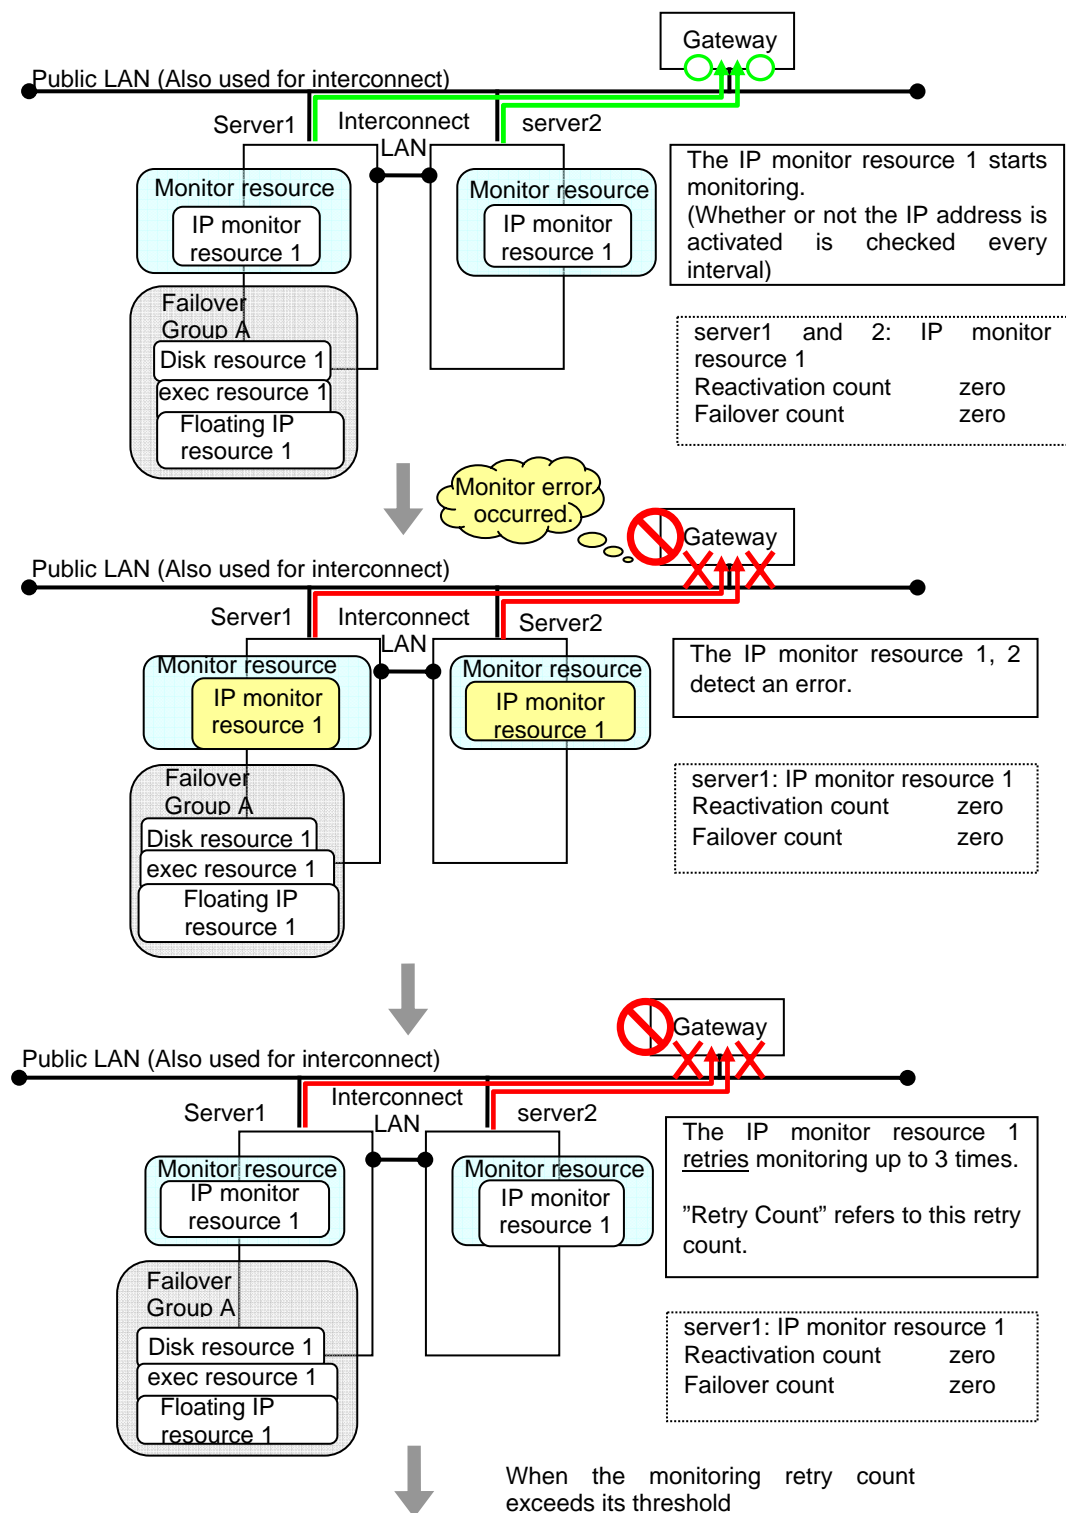 Gateway
Public LAN (Also used for interconnect)
Server1
Interconnect
LAN
server2
Monitor resource
IP monitor
resource 1
Monitor resource
IP monitor
resource 1
The IP monitor resource 1 starts
monitoring.
(Whether or not the IP address is
activated is checked every
interval)
Failover
Group A
Disk resource 1
exec resource 1
Floating IP
resource 1
server1 and 2: IP monitor
resource 1
Reactivation count zero
Failover count zero
Monitor error
occurred.
Gateway
Public LAN (Also used for interconnect)
Server1
Interconnect
LAN
Server2
Monitor resource
IP monitor
resource 1
Monitor resource
IP monitor
resource 1
The IP monitor resource 1, 2
detect an error.
Failover
Group A
Disk resource 1
exec resource 1
Floating IP
resource 1
server1: IP monitor resource 1
Reactivation count zero
Failover count zero
Gateway
Public LAN (Also used for interconnect)
Server1
Interconnect
LAN
server2
Monitor resource
IP monitor
resource 1
Monitor resource
IP monitor
resource 1
The IP monitor resource 1
retries monitoring up to 3 times.
”Retry Count” refers to this retry
count.
Failover
Group A
Disk resource 1
exec resource 1
Floating IP
resource 1
server1: IP monitor resource 1
Reactivation count zero
Failover count zero
When the monitoring retry count
exceeds its threshold